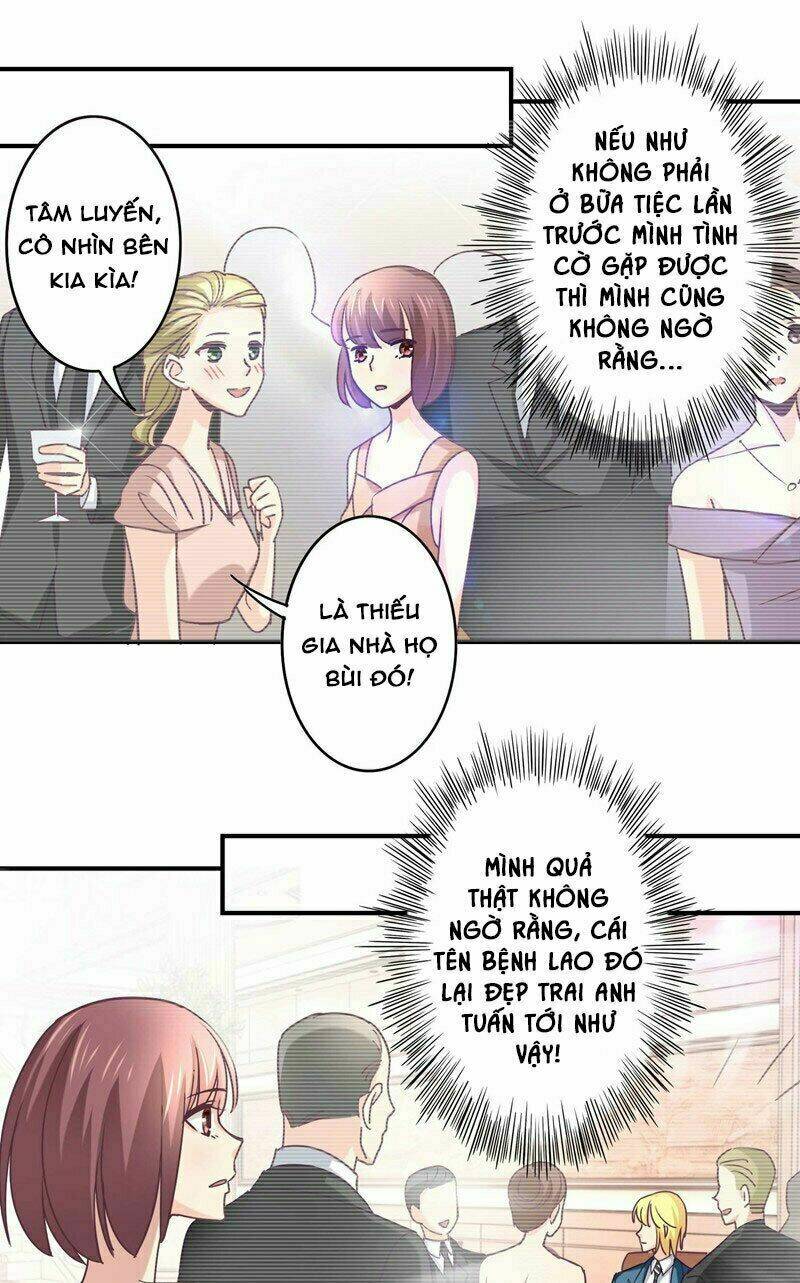 NẾU NHƯ
KHÔNG PHẢI
Ở BỮA TIỆC LẦN
TRƯỚC MÌNH TÌNH
CỜ GẶP ĐƯỢC
THÌ MÌNH CŨNG
KHÔNG NGỜ
RẰNG...
TÂM LUYẾN,
CÔ NHÌN BÊN
KIA KÌA!
LÀ THIẾU
GIA NHÀ HỌ
BÙI ĐÓ!
MÌNH QUẢ
THẬT KHÔNG
NGỜ RẰNG, CÁI
TÊN BỆNH LAO ĐÓ
LẠI ĐẸP TRAI ANH
TUẤN TỚI NHƯ
VẬY!